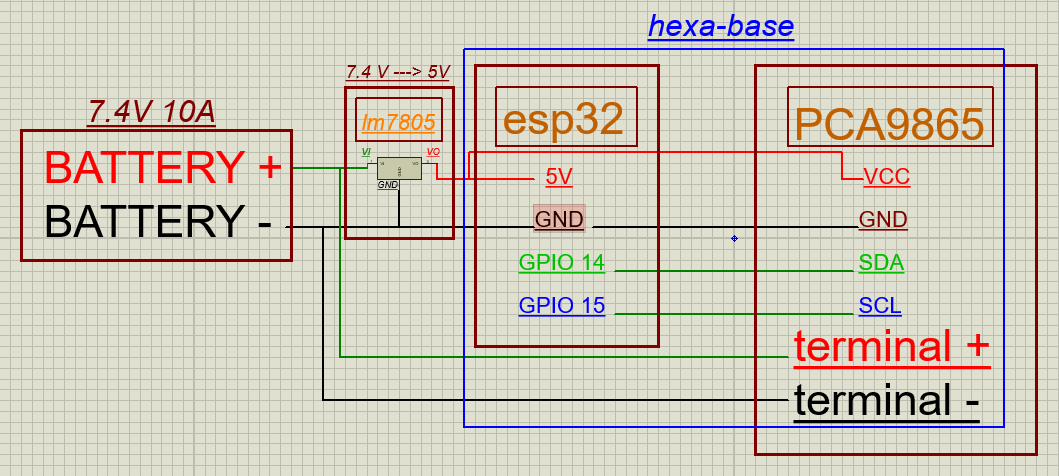 hexa-base
7.4 V ---> 5V
7.4V 10A
lm7805
esp32
PCA9865
BATTERY +
VI
VO
GND
5V
VCC
BATTERY -
GND
GND
GPIO 14
SDA
GPIO 15
SCL
terminal +
terminal -